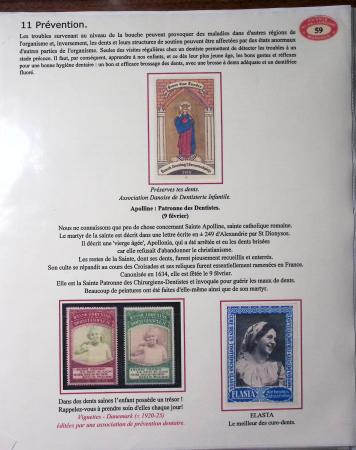 11 Prévention.
59
Les troubles survenant au niveau de la bouche peuvent provoquer des maladies dans d'autres régions de
l'organisme et, inversement, les dents et leurs structures de soutien peuvent être affectées par des états anormaux
d'autres parties de l'organisme. Seules des visites régulières chez un dentiste permettent de détecter les troubles à un
stade précoce. Il faut, par conséquent, apprendre à nos enfants, et ce dès leur plus jeune âge, les bons gestes et réflexes
pour une bonne hygiène dentaire : un bon et efficace brossage des dents, avec une brosse à dents adéquate et un dentifrice
fluoré.
Préserves tes dents.
Association Danoise de Dentisterie Infantile.
Apolline : Patronne des Dentistes.
(9 février)
Nous ne connaissons que peu de chose concernant Sainte Apolline, sainte catholique romaine.
Le martyr de la sainte est décrit dans une lettre écrite en ± 249 d'Alexandrie par St Dionysos.
Il décrit une 'vierge âgée', Apollonia, qui a été arrêtée et eu les dents brisées
car elle refusait d'abandonner le christianisme.
Les restes de la Sainte, dont ses dents, furent pieusement recueillis et enterrés.
Son culte se répandit au cours des Croisades et ses reliques furent essentiellement ramenées en France.
Canonisée en 1634, elle est fêtée le 9 février.
Elle est la Sainte Patronne des Chirurgiens-Dentistes et invoquée pour guérir les maux de dents.
Beaucoup de peintures ont été faites d'elle-même ainsi que de son martyr.
ELASTA
Dans des dents saines l'enfant possède un trésor !
Rappelez-vous à prendre soin d'elles chaque jour!
Vignettes - Danemark (± 1920-25)
éditées par une association de prévention dentaire.
ELASTA
Le meilleur des cure-dents.